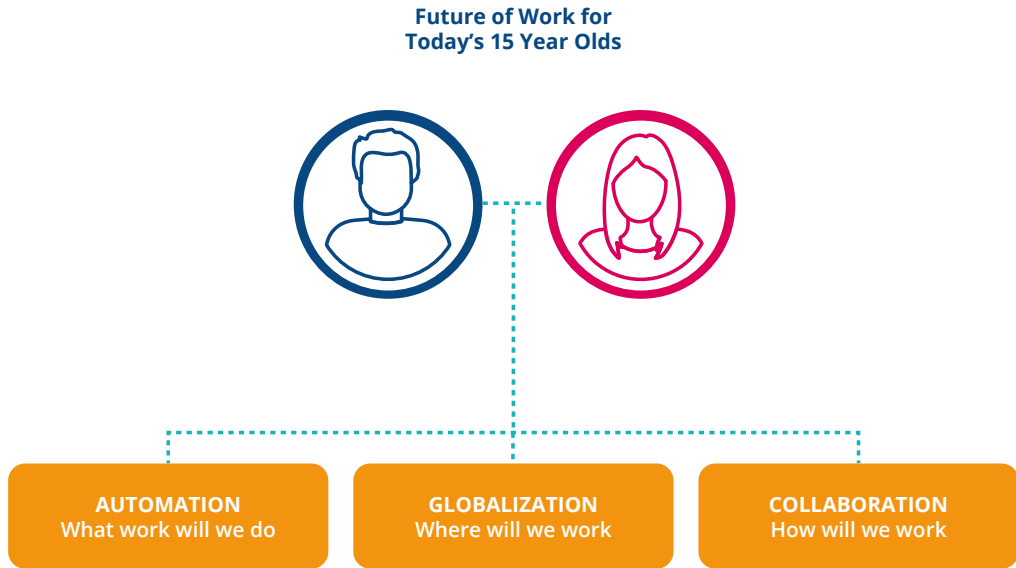 Future of Work for
Today’s 15 Year Olds
AUTOMATION
What work will we do
GLOBALIZATION
Where will we work
COLLABORATION
How will we work